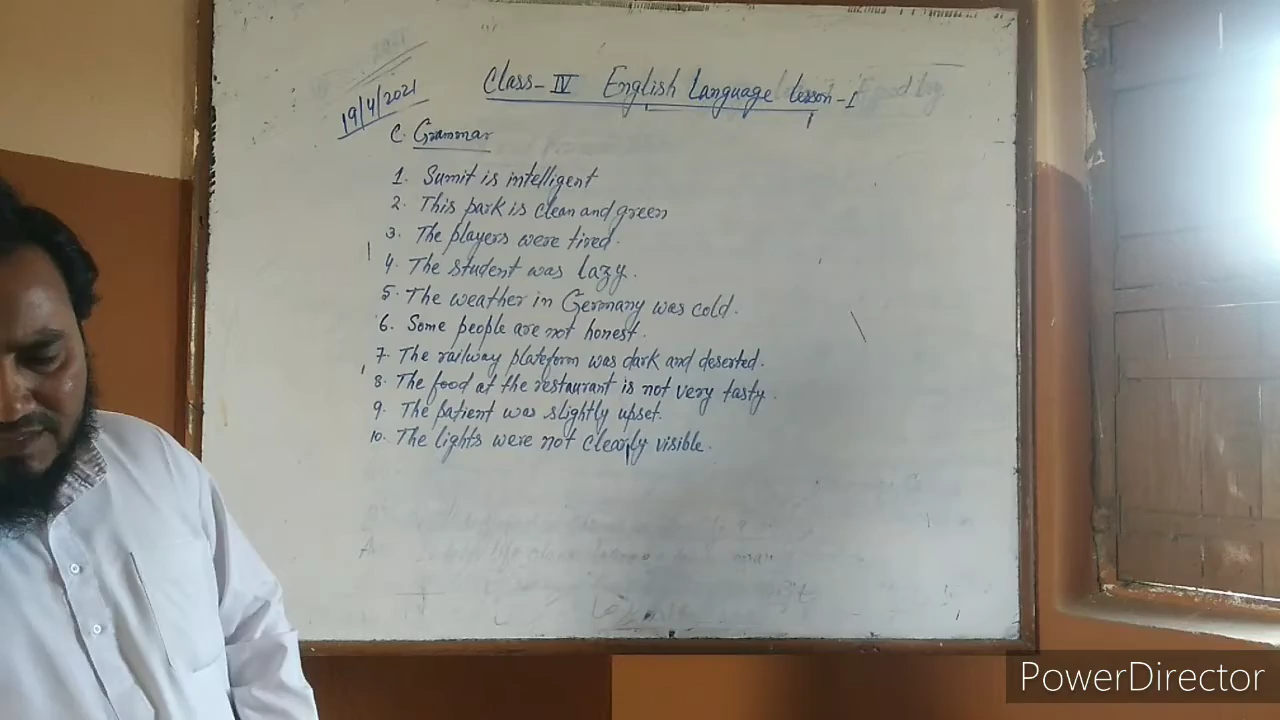 19/4/2021
Class-IV English Language Lesson-1
C. Grammar
1. Sumit is intelligent
2. This park is clean and green
3. The players were tired.
4. The student was lazy.
5. The weather in Germany was cold.
6. Some people are not honest.
7. The railway plateform was dark and deserted.
8. The food at the restaurant is not very tasty.
9. The patient was slightly upset.
10. The lights were not clearly visible.
PowerDirector